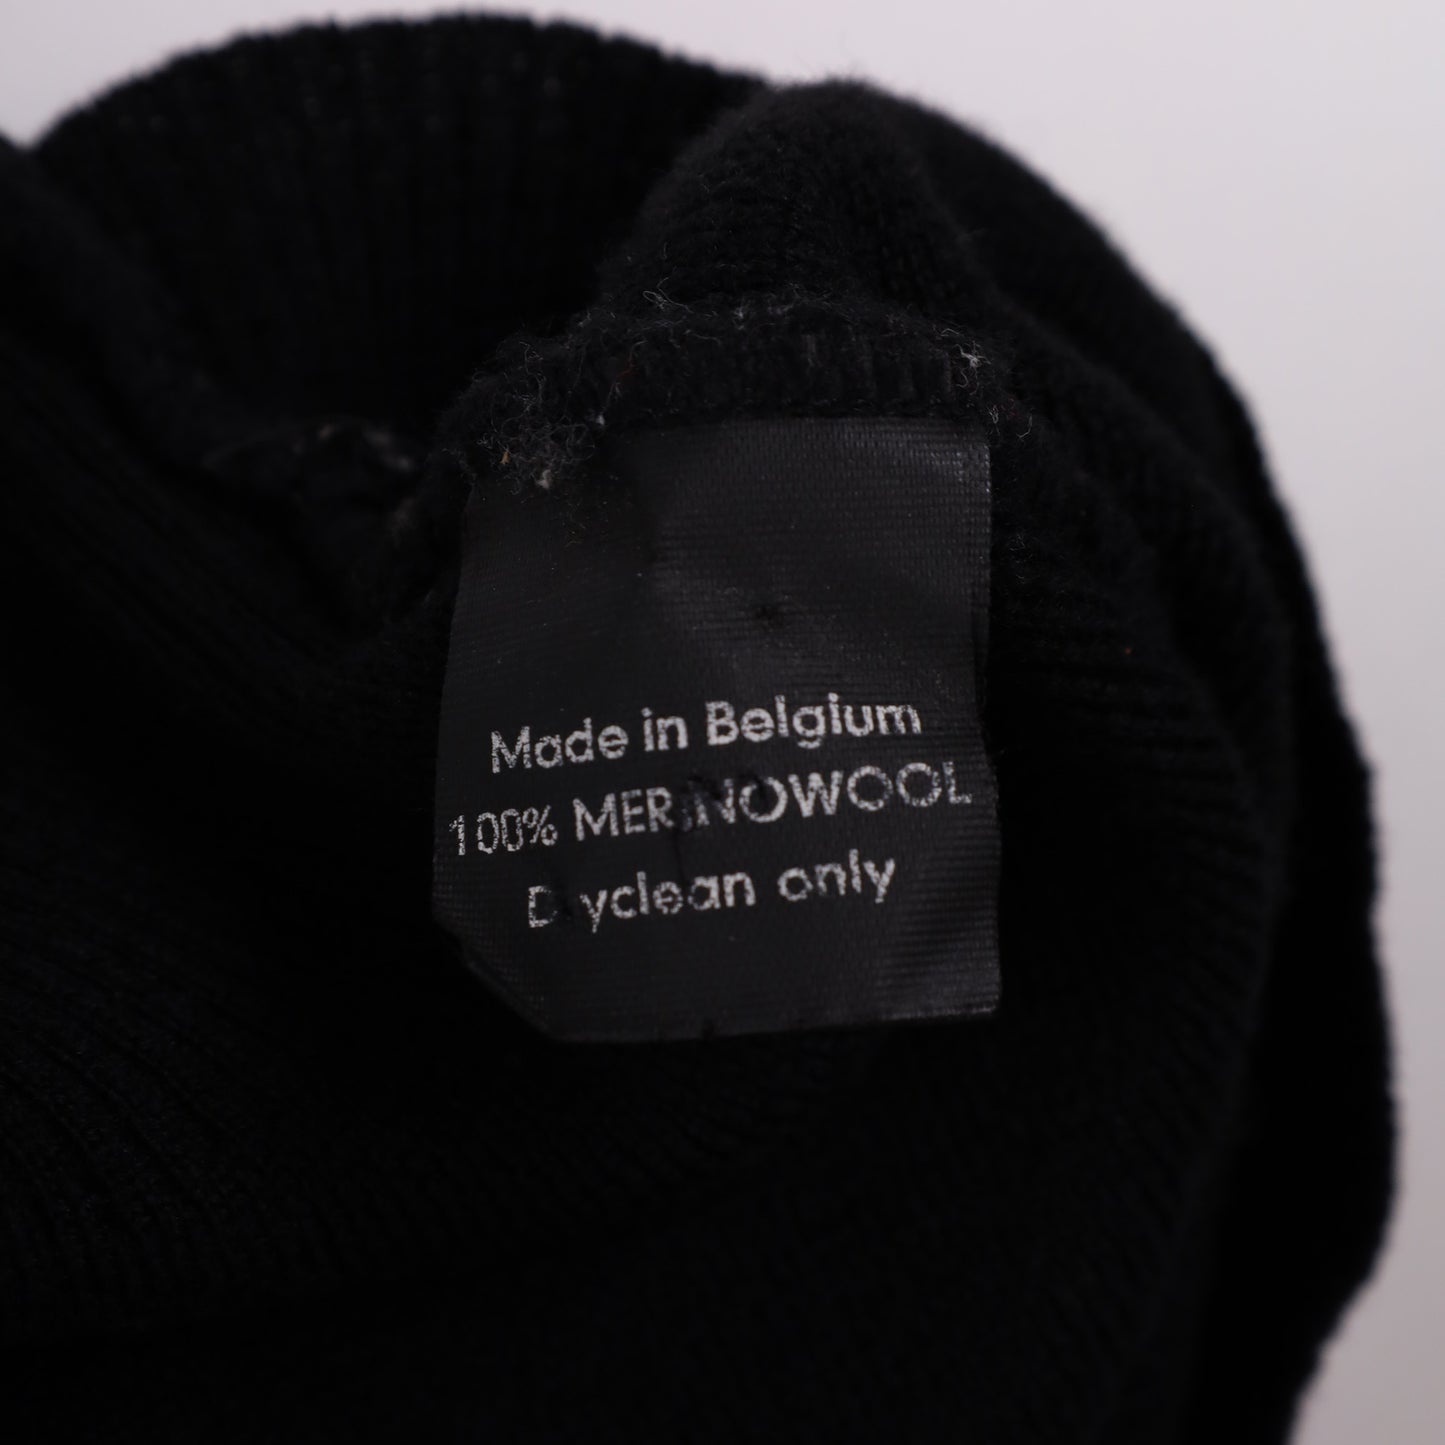 Made in Belgium
100% MERINOWOOL
Dryclean only